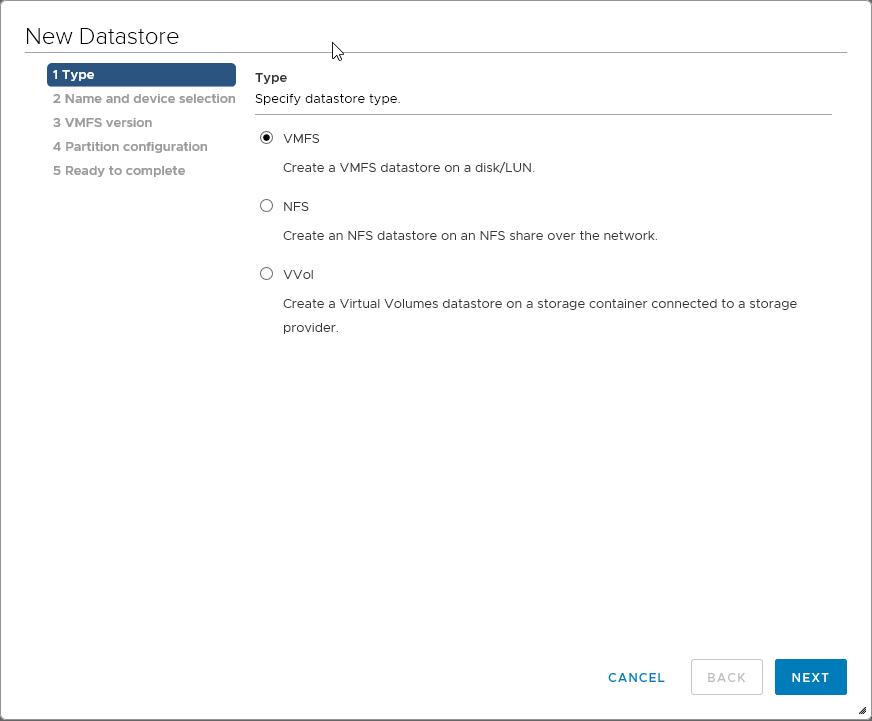 New Datastore
1 Type
2 Name and device selection
3 VMFS version
4 Partition configuration
5 Ready to complete
Type
Specify datastore type.
VMFS
Create a VMFS datastore on a disk/LUN.
NFS
Create an NFS datastore on an NFS share over the network.
VVol
Create a Virtual Volumes datastore on a storage container connected to a storage
provider.
CANCEL
BACK
NEXT